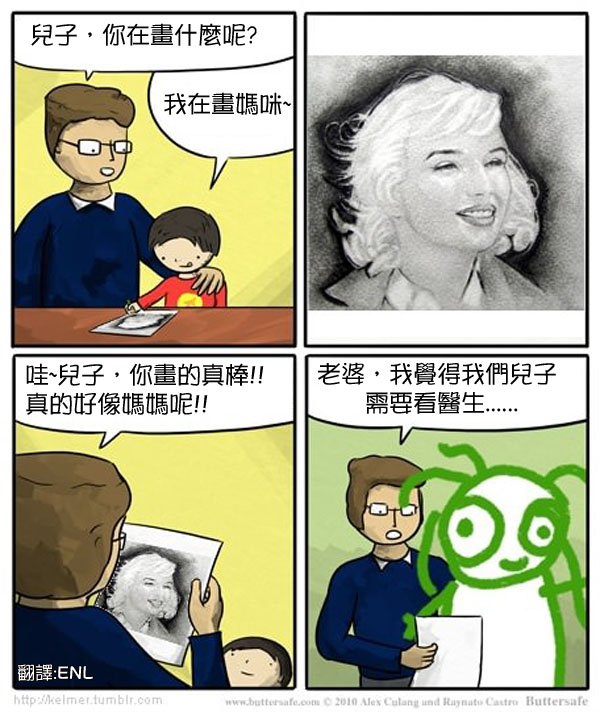 兒子，你在畫什麼呢?
我在畫媽咪~
哇~兒子，你畫的真棒!!
真的好像媽媽呢!!
翻譯:ENL
老婆，我覺得我們兒子
需要看醫生......
http://kelmer.tumblr.com
www.buttersafe.com © 2010 Alex Culang and Raynato Castro Buttersafe